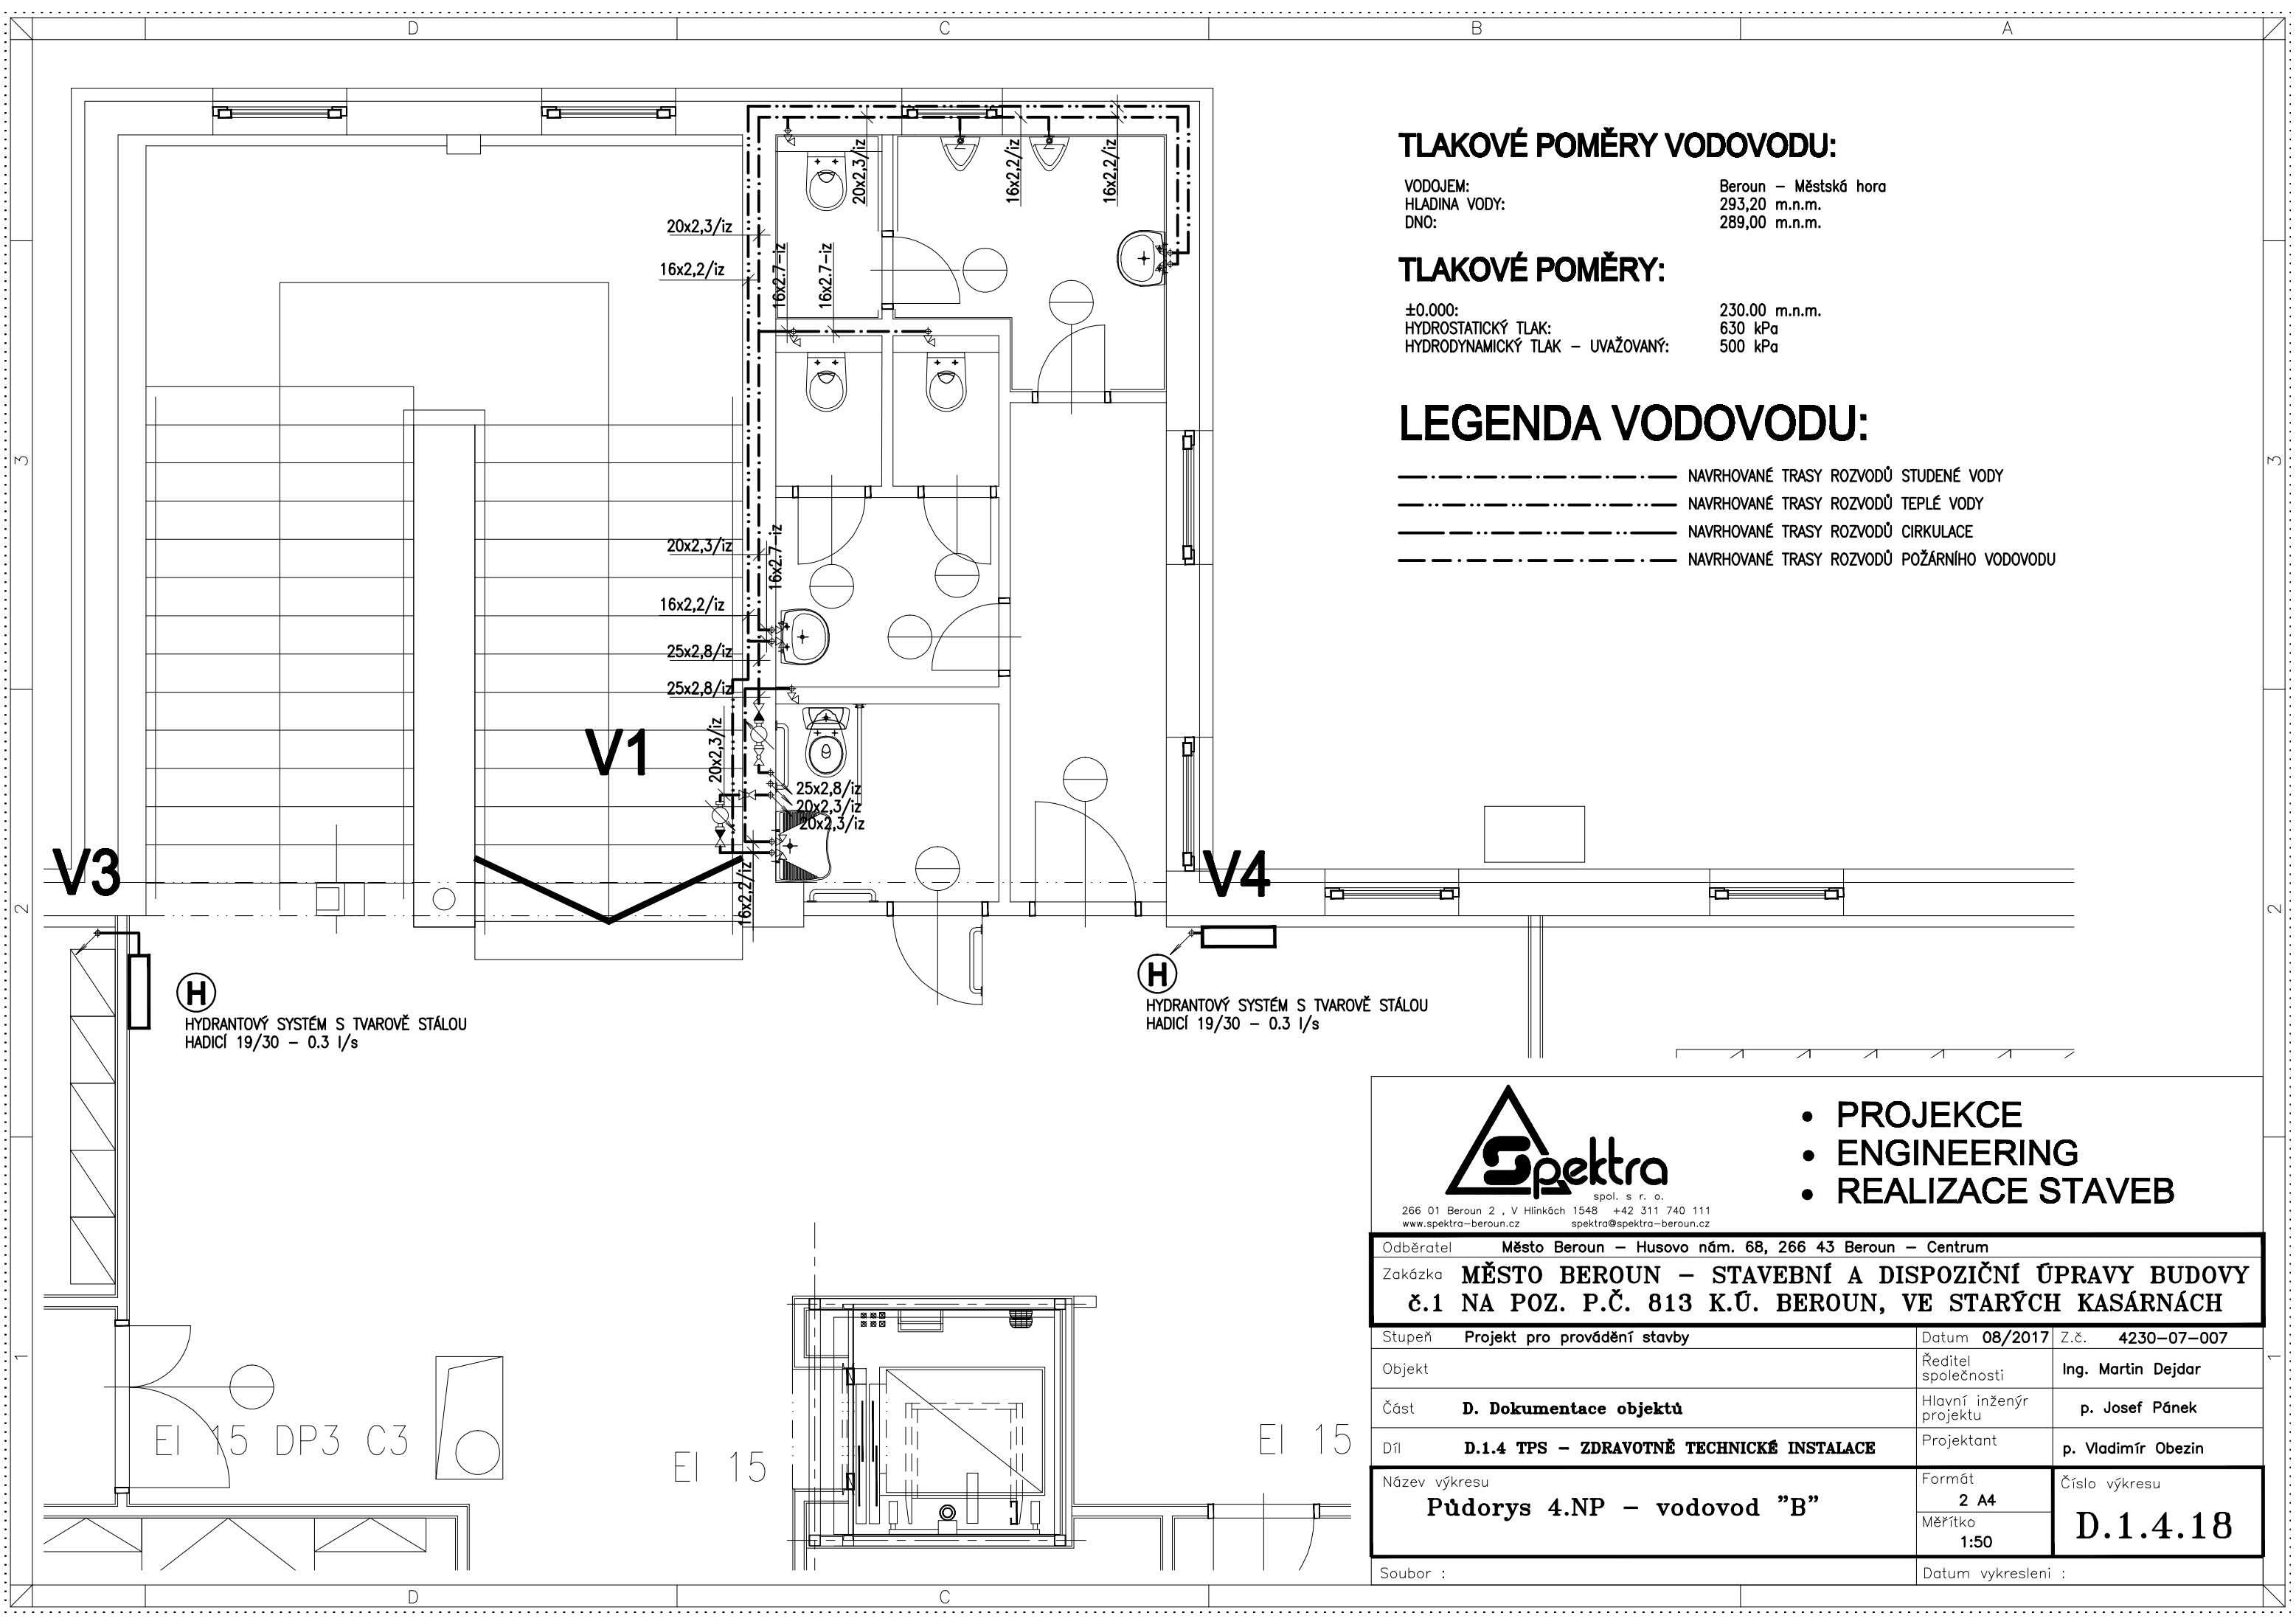 D
C
B
A
TLAKOVÉ POMĚRY VODOVODU:
VODOJEM: Beroun – Městská hora
HLADINA VODY: 293,20 m.n.m.
DNO: 289,00 m.n.m.
TLAKOVÉ POMĚRY:
±0.000: 230.00 m.n.m.
HYDROSTATICKÝ TLAK: 630 kPa
HYDRODYNAMICKÝ TLAK – UVAŽOVANÝ: 500 kPa
LEGENDA VODOVODU:
NAVRHOVANÉ TRASY ROZVODŮ STUDENÉ VODY
NAVRHOVANÉ TRASY ROZVODŮ TEPLÉ VODY
NAVRHOVANÉ TRASY ROZVODŮ CIRKULACE
NAVRHOVANÉ TRASY ROZVODŮ POŽÁRNÍHO VODOVODU
20x2,3/iz
16x2,2/iz
16x2,2/iz
20x2,3/iz
16x2,2/iz
16x2.7-iz
16x2.7-iz
3
3
20x2,3/iz
16x2.7-iz
16x2,2/iz
25x2,8/iz
25x2,8/iz
20x2,3/iz
V1
25x2,8/iz
20x2,3/iz
20x2,3/iz
16x2,2/iz
V3
V4
2
2
H
HYDRANTOVÝ SYSTÉM S TVAROVĚ STÁLOU
HADICÍ 19/30 – 0.3 l/s
H
HYDRANTOVÝ SYSTÉM S TVAROVĚ STÁLOU
HADICÍ 19/30 – 0.3 l/s
EI 15 DP3 C3
EI 15
EI 15
1
1
Spektra
spol. s r. o.
266 01 Beroun 2 , V Hlinkách 1548 +42 311 740 111
www.spektra-beroun.cz spektra@spektra-beroun.cz
• PROJEKCE
• ENGINEERING
• REALIZACE STAVEB
Odběratel Město Beroun – Husovo nám. 68, 266 43 Beroun – Centrum
Zakázka MĚSTO BEROUN – STAVEBNÍ A DISPOZIČNÍ ÚPRAVY BUDOVY
č.1 NA POZ. P.Č. 813 K.Ú. BEROUN, VE STARÝCH KASÁRNÁCH
Stupeň Projekt pro provádění stavby Datum 08/2017 Z.č. 4230-07-007
Objekt Ředitel společnosti Ing. Martin Dejdar
Část D. Dokumentace objektů Hlavní inženýr projektu p. Josef Pánek
Díl D.1.4 TPS – ZDRAVOTNĚ TECHNICKÉ INSTALACE Projektant p. Vladimír Obezin
Název výkresu
Půdorys 4.NP – vodovod "B"
Formát
2 A4
Měřítko
1:50
Číslo výkresu
D.1.4.18
Soubor : Datum vykresleni :
D
C